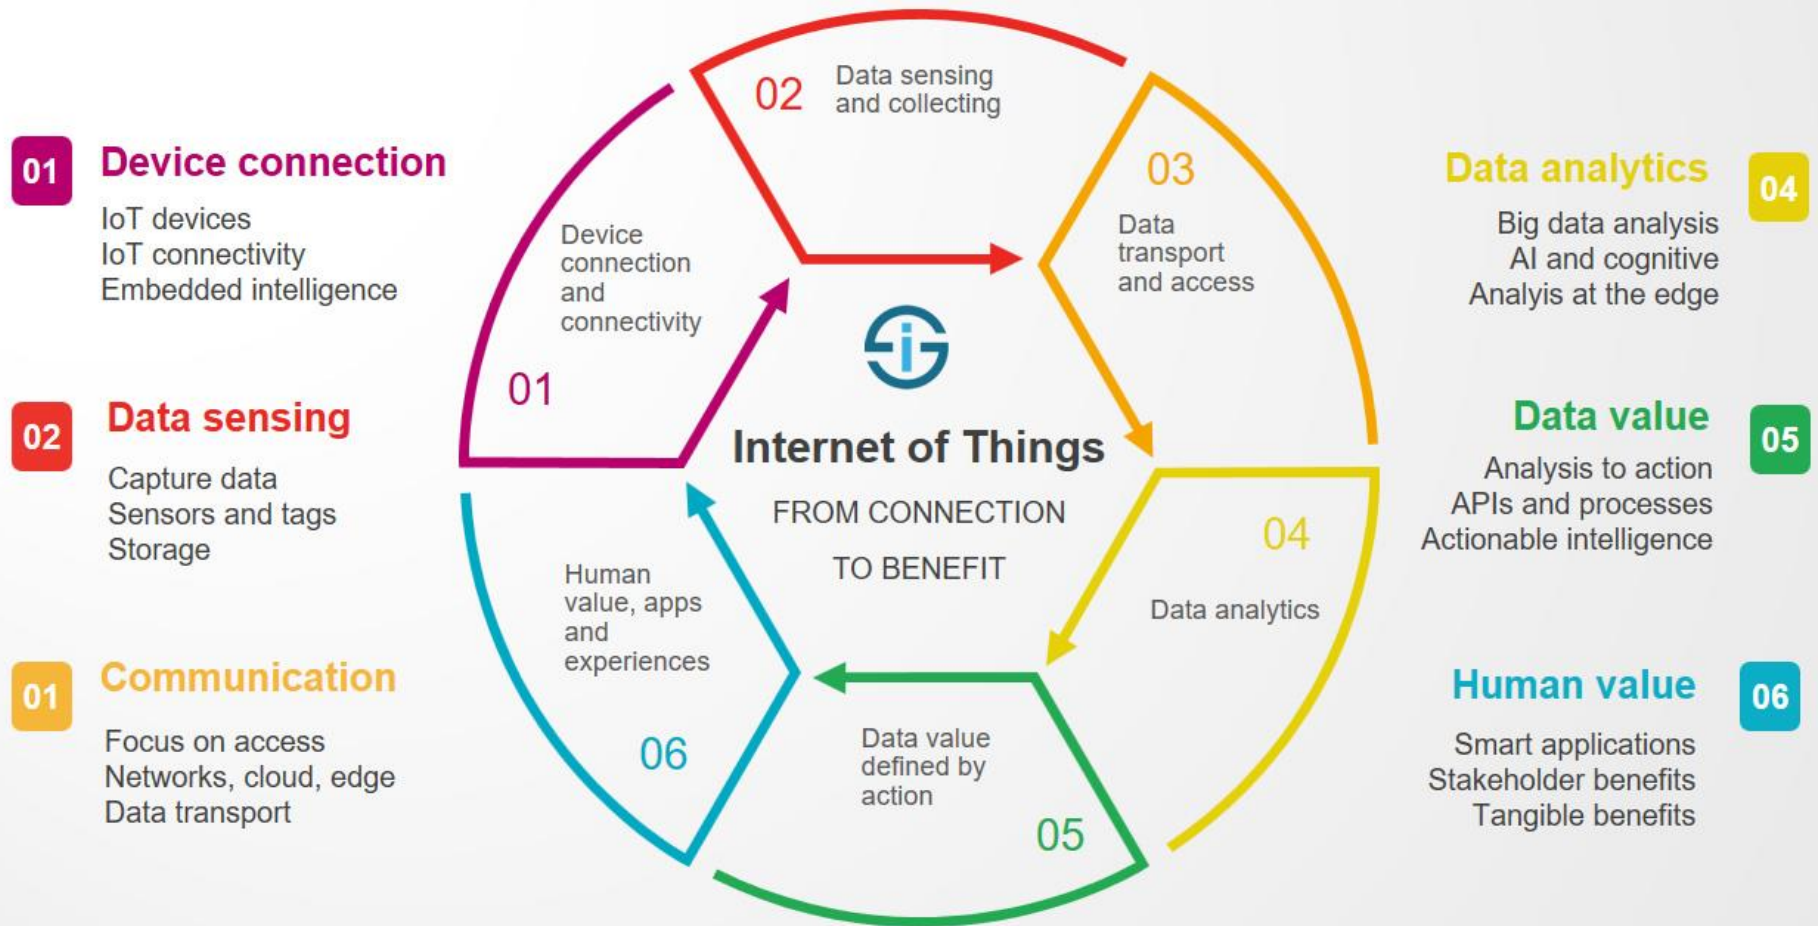 01
Device connection
IoT devices
IoT connectivity
Embedded intelligence
02
Data sensing
Capture data
Sensors and tags
Storage
01
Communication
Focus on access
Networks, cloud, edge
Data transport
01
Device
connection
and
connectivity
02
Data sensing
and collecting
03
Data
transport
and access
04
Data analytics
05
Data value
defined by
action
06
Human
value, apps
and
experiences
i
Internet of Things
FROM CONNECTION
TO BENEFIT
Data analytics
04
Big data analysis
AI and cognitive
Analyis at the edge
Data value
05
Analysis to action
APIs and processes
Actionable intelligence
Human value
06
Smart applications
Stakeholder benefits
Tangible benefits